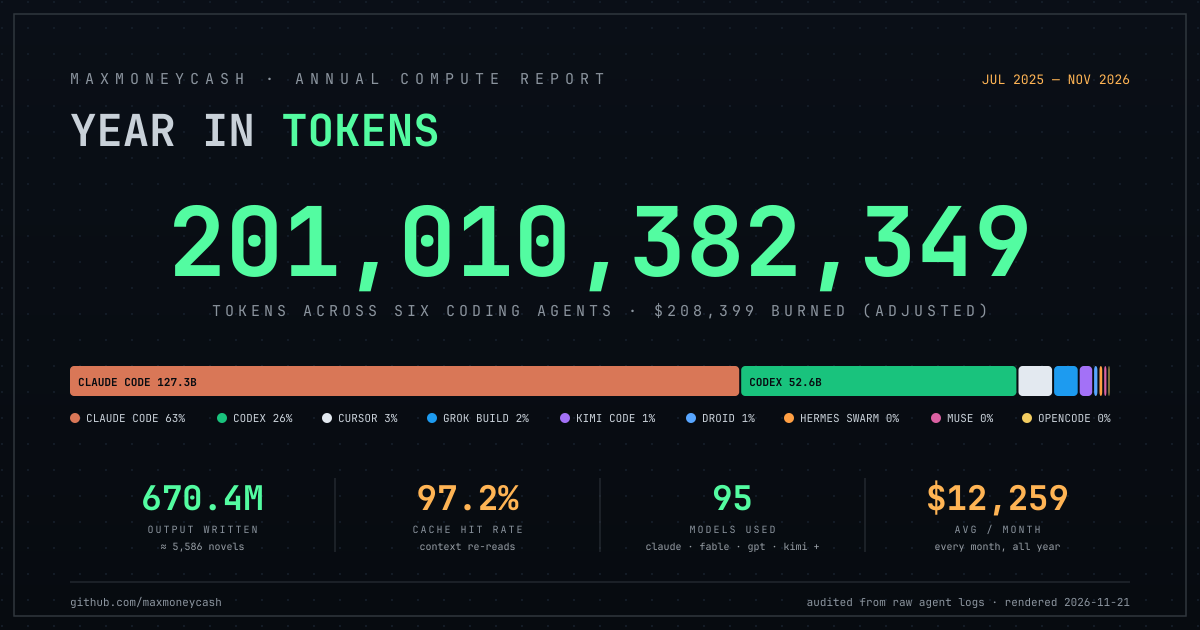 MAXMONEYCASH · ANNUAL COMPUTE REPORT
JUL 2025 — NOV 2026
YEAR IN TOKENS
201,010,382,349
TOKENS ACROSS SIX CODING AGENTS · $208,399 BURNED (ADJUSTED)
CLAUDE CODE 127.3B
CODEX 52.6B
CLAUDE CODE 63% CODEX 26% CURSOR 3% GROK BUILD 2% KIMI CODE 1% DROID 1% HERMES SWARM 0% MUSE 0% OPENCODE 0%
670.4M
OUTPUT WRITTEN
≈ 5,586 novels
97.2%
CACHE HIT RATE
context re-reads
95
MODELS USED
claude · fable · gpt · kimi +
$12,259
AVG / MONTH
every month, all year
github.com/maxmoneycash
audited from raw agent logs · rendered 2026-11-21